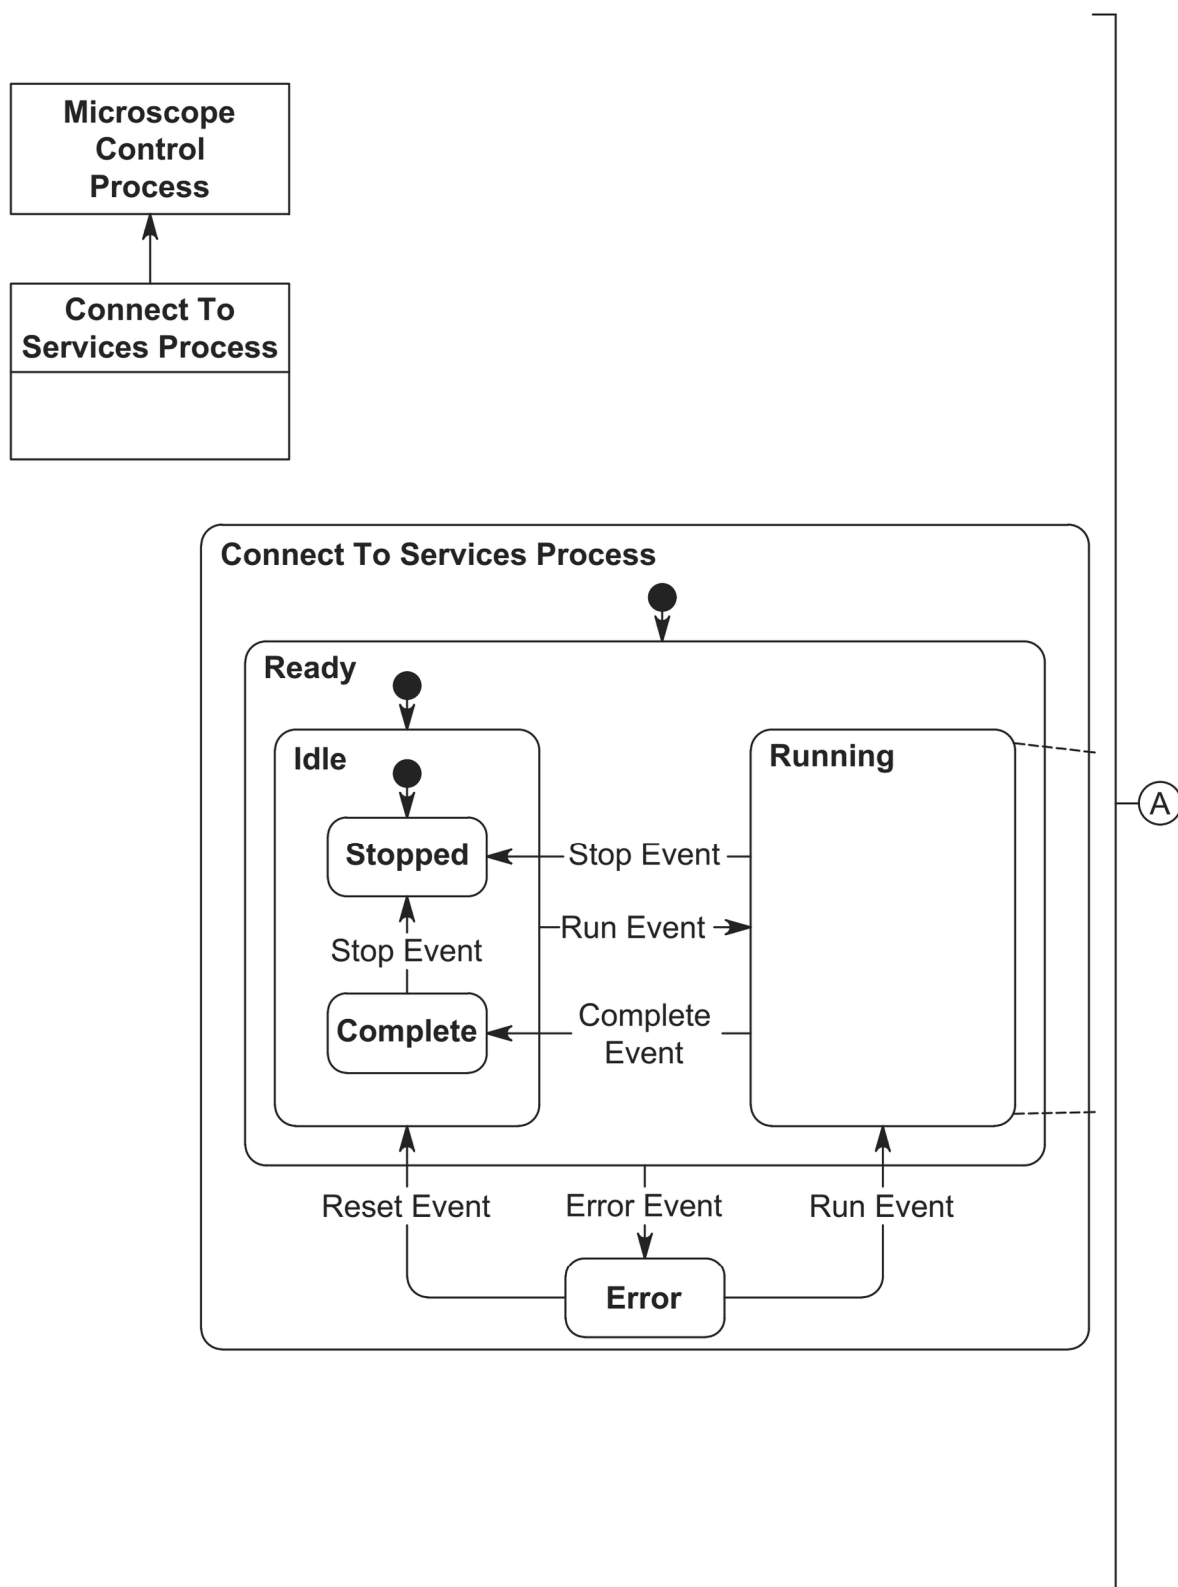 Microscope
Control
Process
Connect To
Services Process
Connect To Services Process
Ready
Idle
Running
A
Stopped
Stop Event
Run Event
Stop Event
Complete
Complete
Event
Reset Event
Error Event
Run Event
Error